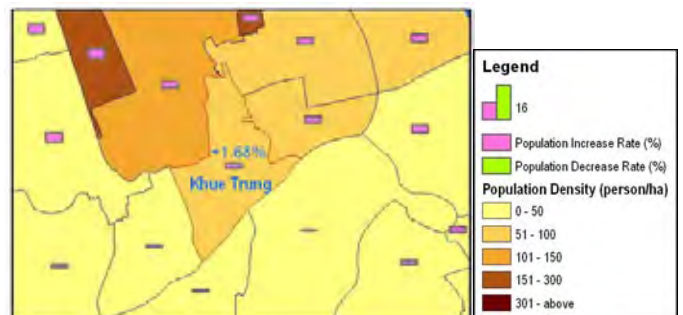 +1.68%
Khue Trung
Legend
16
Population Increase Rate (%)
Population Decrease Rate (%)
Population Density (person/ha)
0 - 50
51 - 100
101 - 150
151 - 300
301 - above